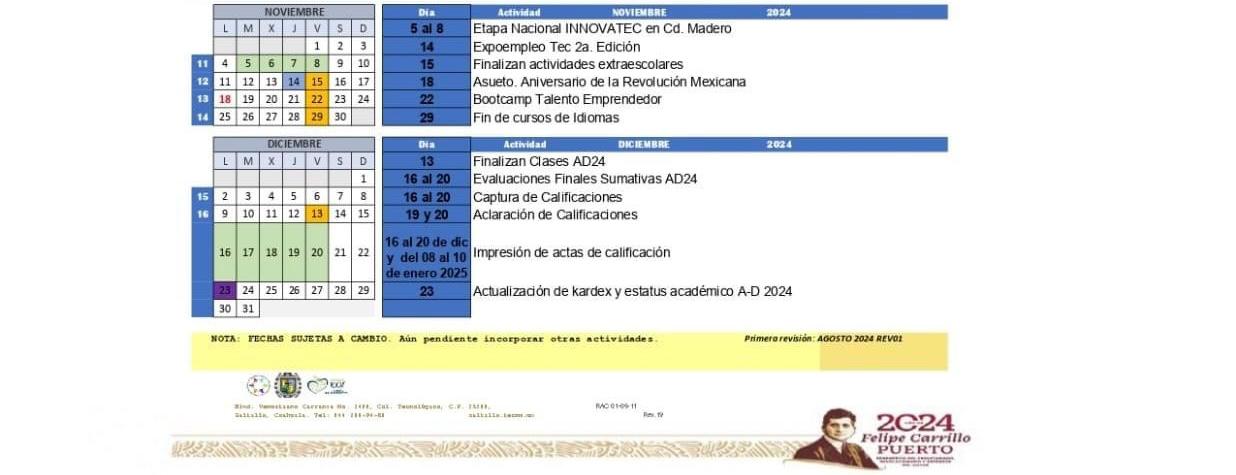 NOVIEMBRE
L M X J V S D
1 2 3
11 4 5 6 7 8 9 10
12 11 12 13 14 15 16 17
13 18 19 20 21 22 23 24
14 25 26 27 28 29 30
Día Actividad NOVIEMBRE 2024
5 al 8 Etapa Nacional INNOVATEC en Cd. Madero
14 Expoempleo Tec 2a. Edición
15 Finalizan actividades extraescolares
18 Asueto. Aniversario de la Revolución Mexicana
22 Bootcamp Talento Emprendedor
29 Fin de cursos de Idiomas
DICIEMBRE
L M X J V S D
1
15 2 3 4 5 6 7 8
16 9 10 11 12 13 14 15
16 17 18 19 20 21 22
23 24 25 26 27 28 29
30 31
Día Actividad DICIEMBRE 2024
13 Finalizan Clases AD24
16 al 20 Evaluaciones Finales Sumativas AD24
16 al 20 Captura de Calificaciones
19 y 20 Aclaración de Calificaciones
16 al 20 de dic
y del 08 al 10
de enero 2025
Impresión de actas de calificación
23 Actualización de kardex y estatus académico A-D 2024
NOTA: FECHAS SUJETAS A CAMBIO. Aún pendiente incorporar otras actividades.
Primera revisión: AGOSTO 2024 REV01
Blvd. Venustiano Carranza No. 2400, Col. Tecnológico, C.P. 25280,
Saltillo, Coahuila. Tel:
saltillo.tecnm.mx
RAC 01-09-11
Rev. 19
2024
Felipe Carrillo
PUERTO